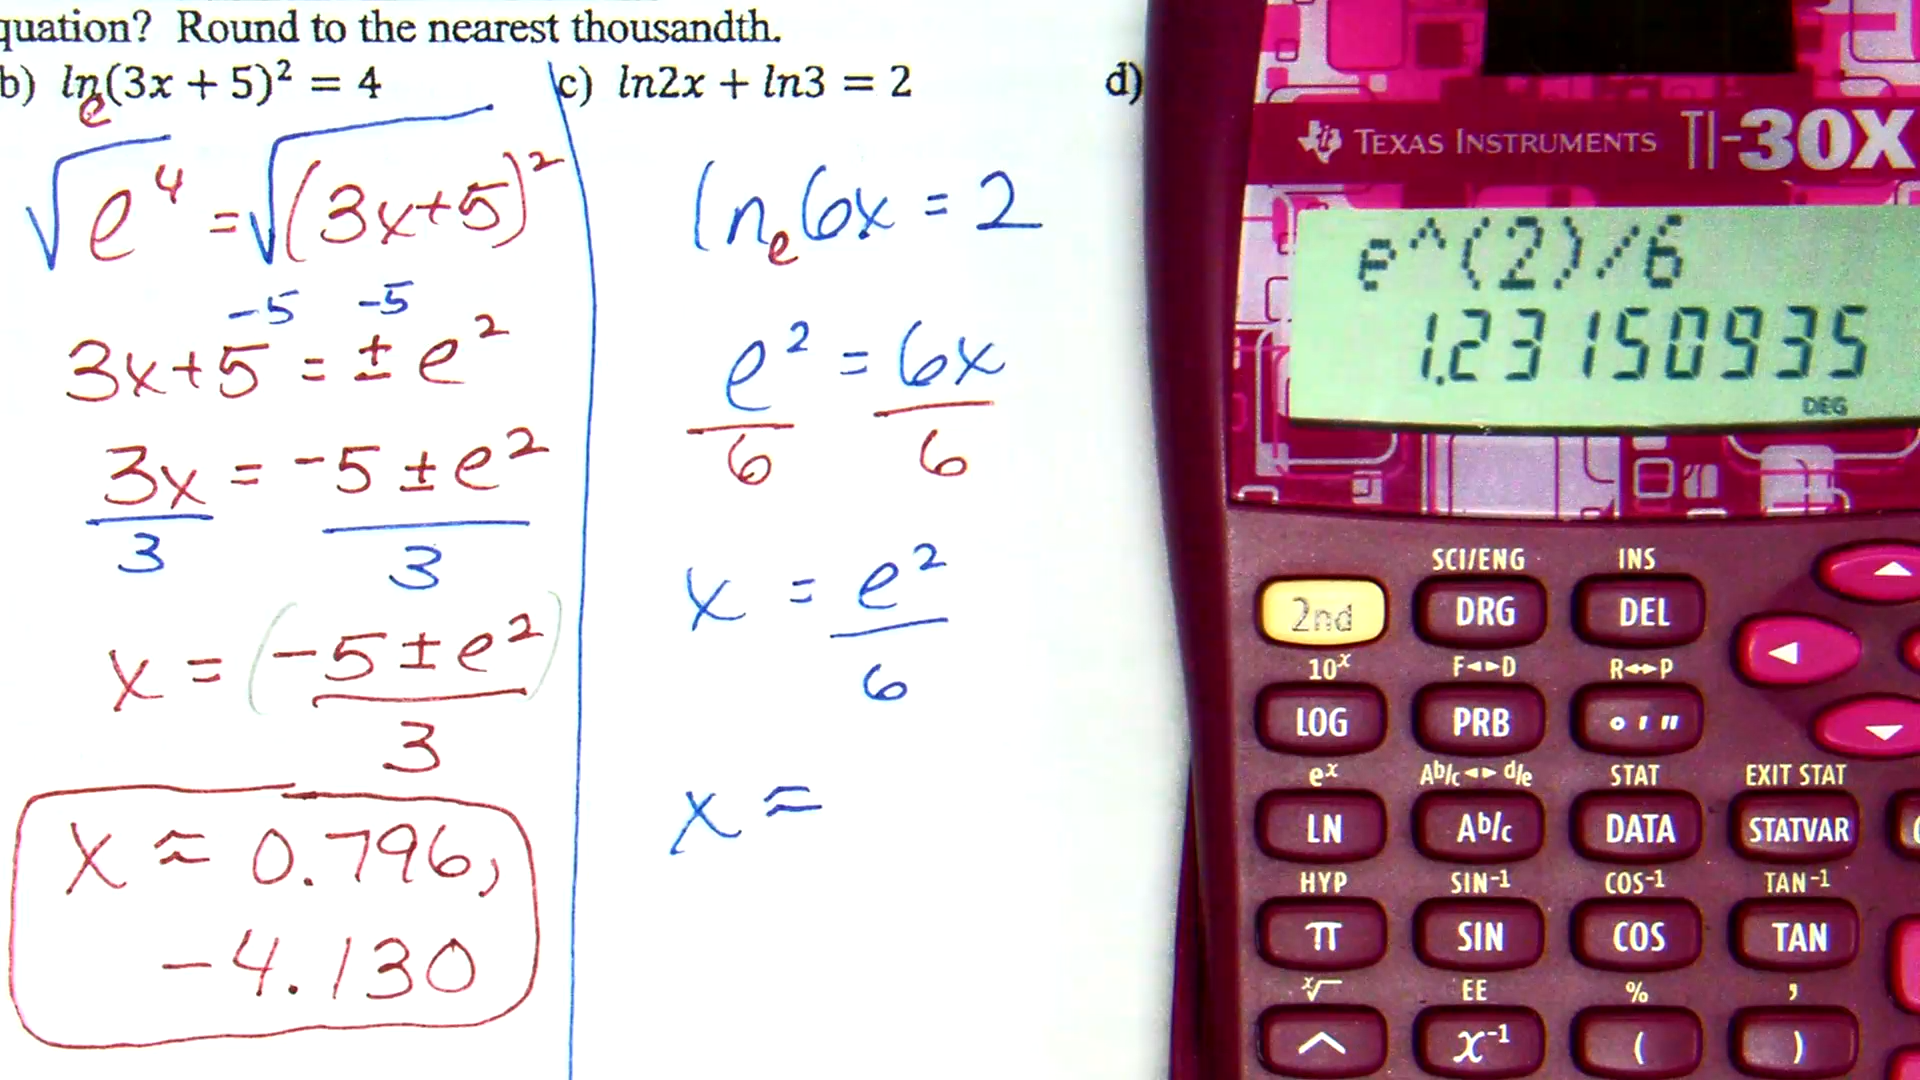 quation? Round to the nearest thousandth.
b) ln(3x + 5)² = 4
e
√e⁴ = √(3x+5)²
-5 -5
3x+5 = ± e²
3x = -5 ± e²
3 3
x = (-5 ± e²)
3
x ≈ 0.796,
-4.130
c) ln2x + ln3 = 2
lnₑ6x = 2
e² = 6x
6 6
x = e²
6
x ≈
d)
TEXAS INSTRUMENTS TI-30X
e^(2)/6
1.23150935
DEG
SCI/ENG INS
2nd DRG DEL
10ˣ F◄►D R◄►P
LOG PRB ° ' "
eˣ Ab/c◄►d/e STAT EXIT STAT
LN Ab/c DATA STATVAR
HYP SIN⁻¹ COS⁻¹ TAN⁻¹
π SIN COS TAN
ˣ√ EE % ,
^ x⁻¹ ( )